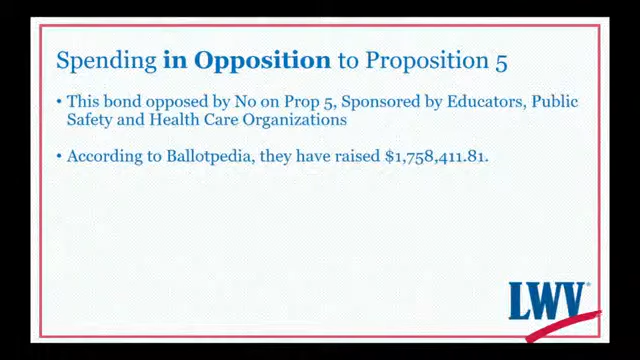 Spending in Opposition to Proposition 5
• This bond opposed by No on Prop 5, Sponsored by Educators, Public
Safety and Health Care Organizations
• According to Ballotpedia, they have raised $1,758,411.81.
LWV®